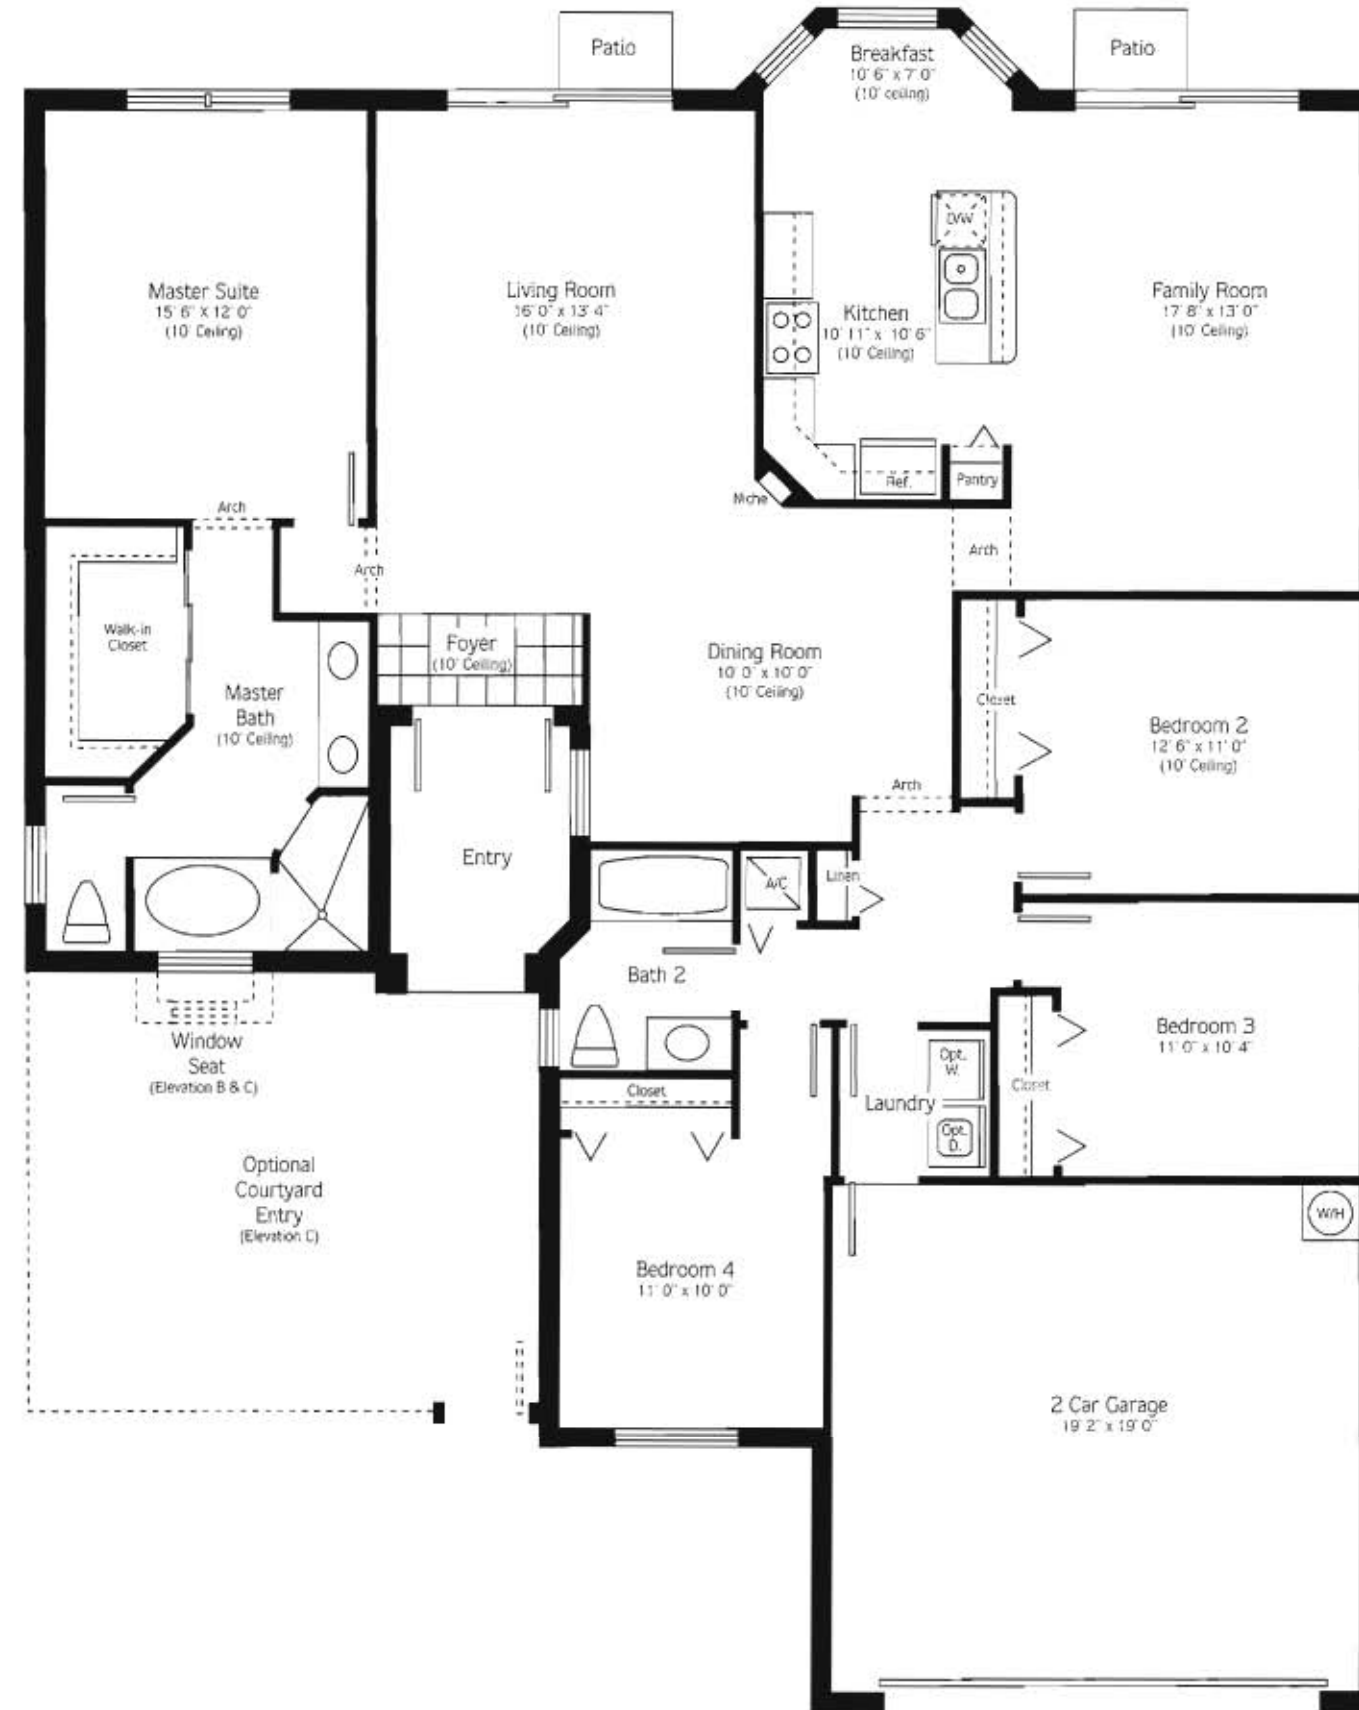 Patio
Breakfast
10' 6" x 7' 0"
(10' ceiling)
Patio
D/W
Master Suite
15' 6" x 12' 0"
(10' Ceiling)
Living Room
16' 0" x 13' 4"
(10' Ceiling)
Kitchen
10' 11" x 10' 6"
(10' Ceiling)
Family Room
17' 8" x 13' 0"
(10' Ceiling)
Ref.
Pantry
Niche
Arch
Arch
Arch
Walk-in
Closet
Foyer
(10' Ceiling)
Dining Room
10' 0" x 10' 0"
(10' Ceiling)
Master
Bath
(10' Ceiling)
Closet
Bedroom 2
12' 6" x 11' 0"
(10' Ceiling)
Arch
Entry
A/C
Linen
Bath 2
Window
Seat
(Elevation B & C)
Bedroom 3
11' 0" x 10' 4"
Opt.
W.
Closet
Closet
Laundry
Opt.
D.
Optional
Courtyard
Entry
(Elevation C)
W/H
Bedroom 4
11' 0" x 10' 0"
2 Car Garage
19' 2" x 19' 0"